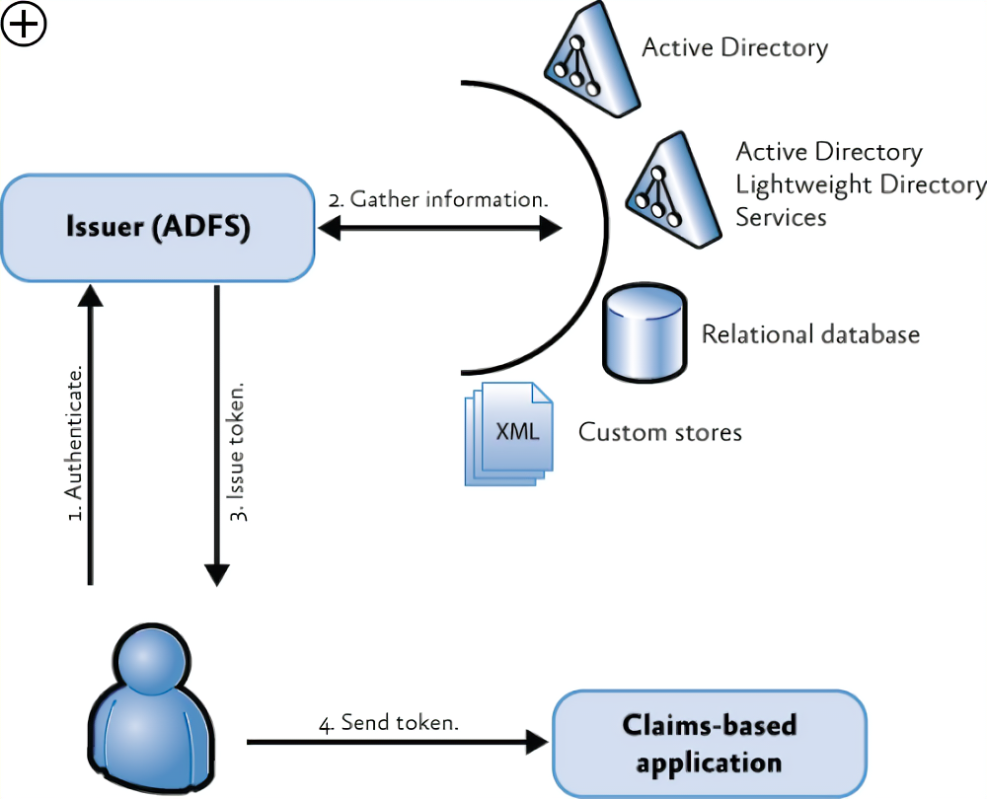 Active Directory
Active Directory
Lightweight Directory
Services
2. Gather information.
Issuer (ADFS)
Relational database
1. Authenticate.
3. Issue token.
XML
Custom stores
4. Send token.
Claims-based
application